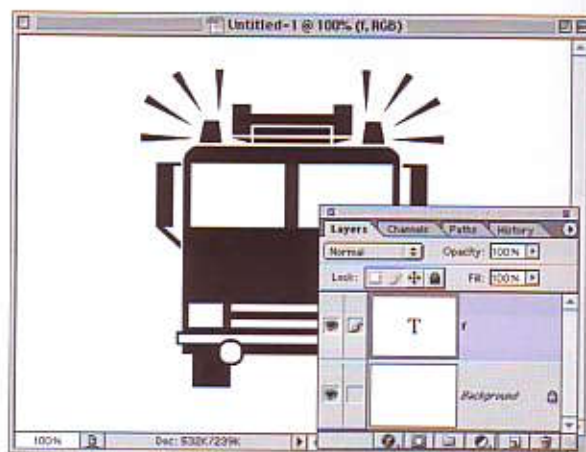 Untitled-1 @ 100% (f, RGB)
Layers Channels Paths History
Normal Opacity: 100%
Lock: Fill: 100%
T f
Background
100% Doc: 532K/239K